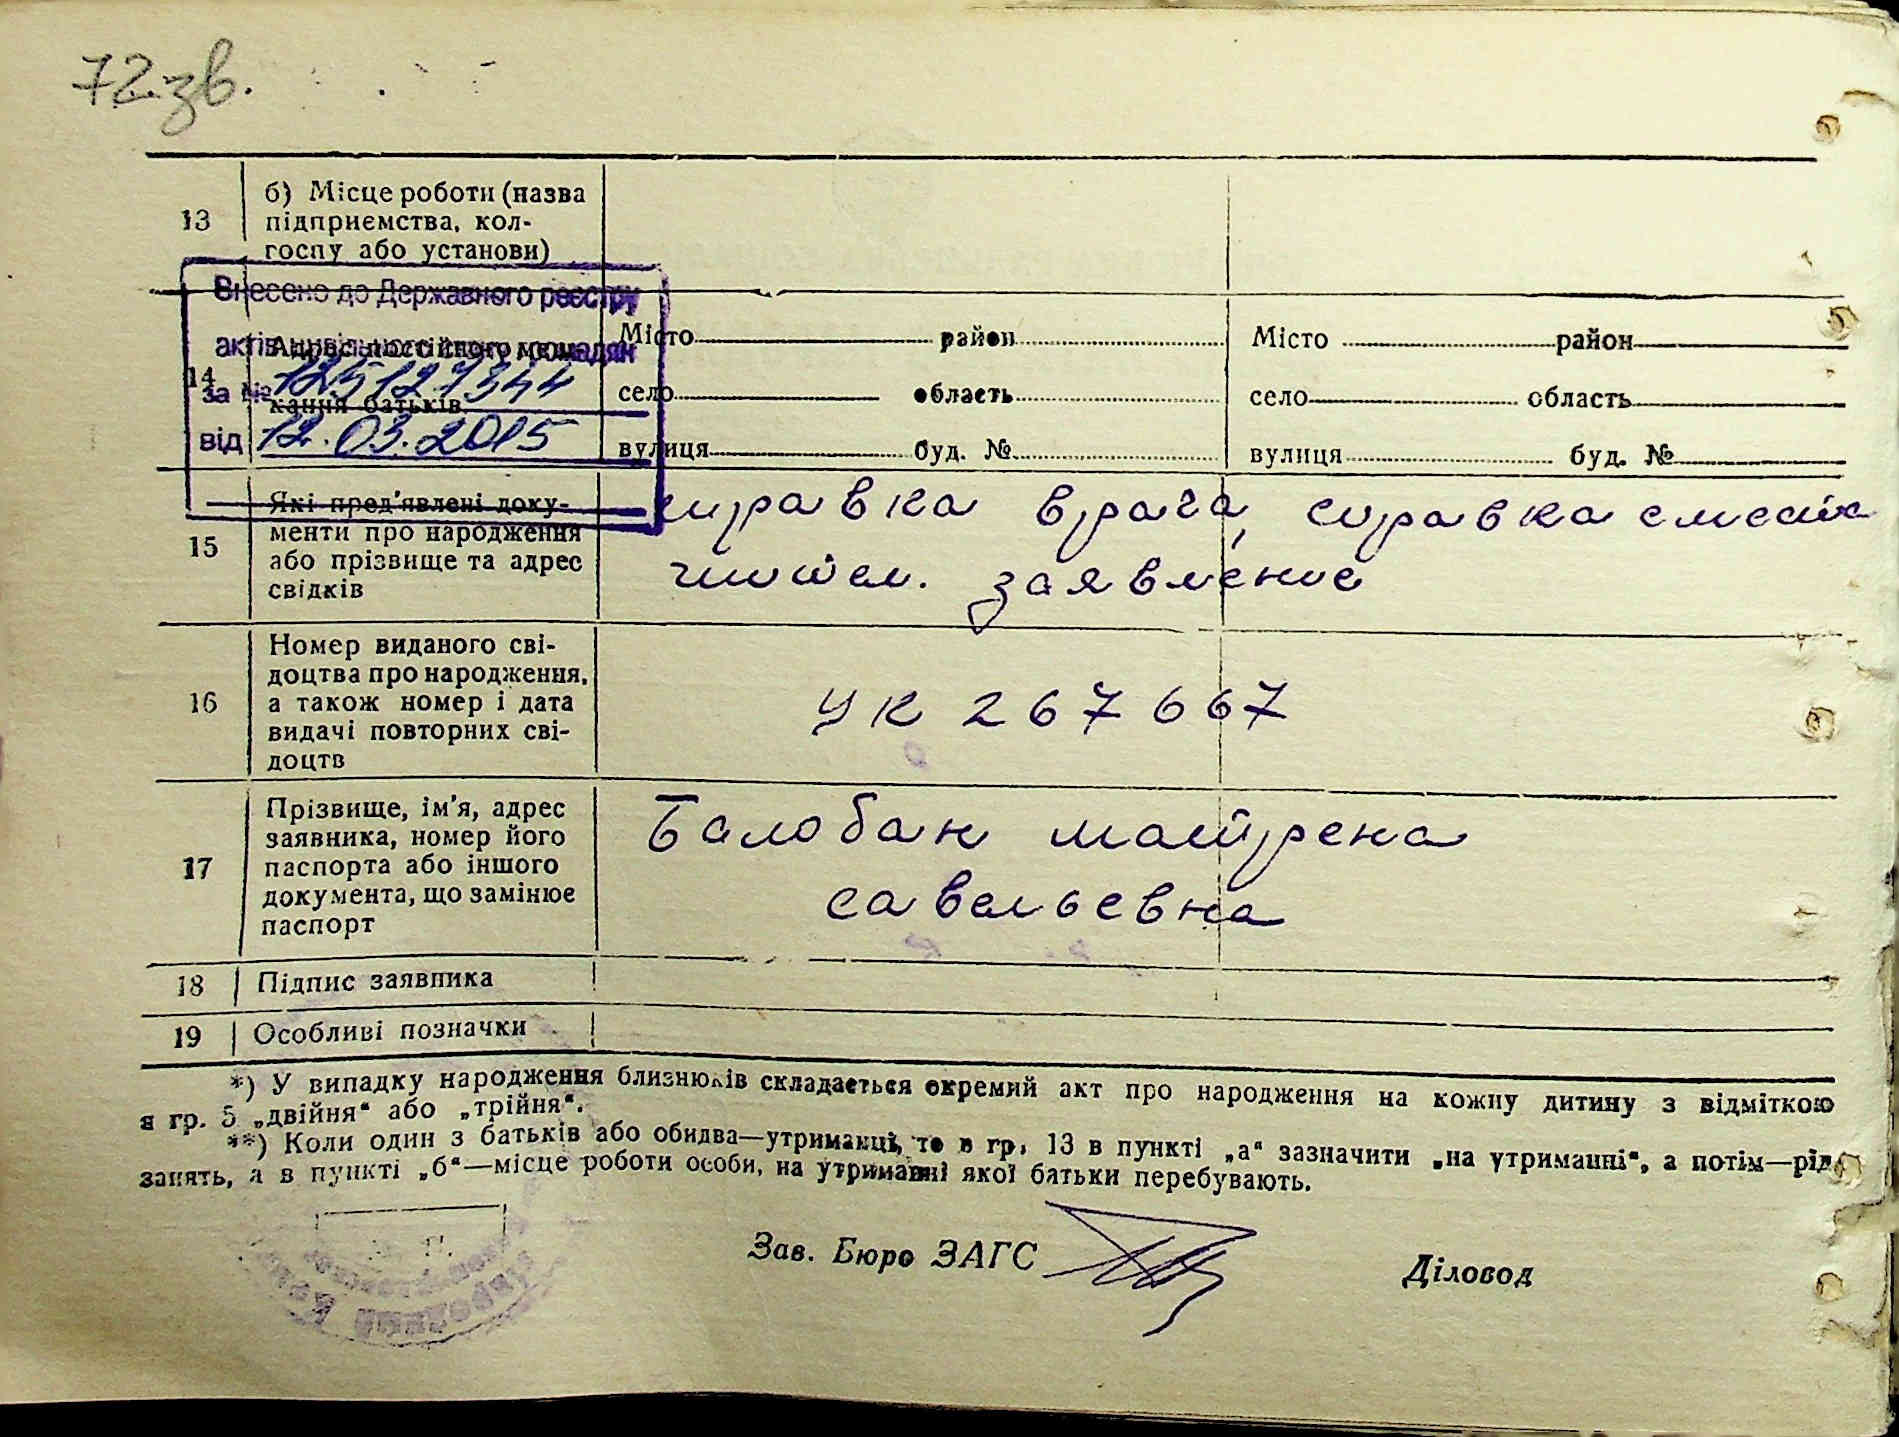 72 зв.
13
б) Місце роботи (назва
підприємства, кол-
госпу або установи)
Внесено до Державного реєстру
актів цивільного стану громадян
за № 12512 7344
від 12.03.2015
14
Адрес постійного
кання батьків
Місто район
село область
вулиця буд. №
Місто район
село область
вулиця буд. №
15
Які пред'явлені доку-
менти про народження
або прізвище та адрес
свідків
справка врача, справка
заявление
16
Номер виданого сві-
доцтва про народження,
а також номер і дата
видачі повторних сві-
доцтв
УК 267667
17
Прізвище, ім'я, адрес
заявника, номер його
паспорта або іншого
документа, що замінює
паспорт
Балобан Матрена
Савельевна
18 Підпис заявника
19 Особливі позначки
*) У випадку народження близнюків складається окремий акт про народження на кожну дитину з відміткою
в гр. 5 „двійня“ або „трійня“.
**) Коли один з батьків або обидва—утриманці, то в гр. 13 в пункті „а“ зазначити „на утриманні“, а потім—рід
занять, а в пункті „б“—місце роботи особи, на утриманні якої батьки перебувають.
Зав. Бюро ЗАГС
Діловод